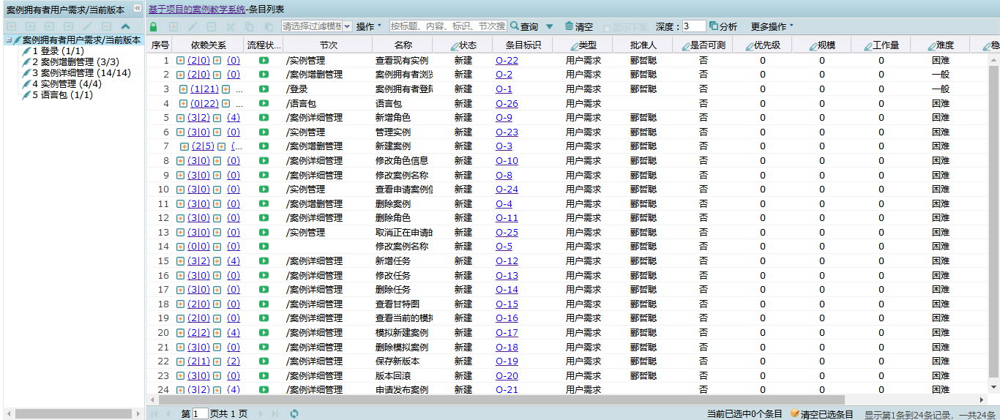 案例拥有者用户需求/当前版本
案例拥有者用户需求/当前版本
1 登录 (1/1)
2 案例增删管理 (3/3)
3 案例详细管理 (14/14)
4 实例管理 (4/4)
5 语言包 (1/1)
基于项目的案例教学系统-条目列表
请选择过滤模板 操作 按标题、内容、标识、节次搜 查询 清空 显示下级 深度: 3 分析 更多操作
序号 依赖关系 流程状... 节次 名称 状态 条目标识 类型 批准人 是否可测 优先级 规模 工作量 难度 稳
1 (2|0) (0) /实例管理 查看现有实例 新建 O-22 用户需求 郦哲聪 否 0 0 0 困难
2 (2|0) (0) /案例增删管理 案例拥有者浏览 新建 O-2 用户需求 郦哲聪 否 0 0 0 一般
3 (1|21) ... /登录 案例拥有者登陆 新建 O-1 用户需求 郦哲聪 否 0 0 0 一般
4 (0|22) ... /语言包 语言包 新建 O-26 用户需求 否 0 0 0 困难
5 (3|2) (4) /案例详细管理 新增角色 新建 O-9 用户需求 郦哲聪 否 0 0 0 困难
6 (3|0) (0) /实例管理 管理实例 新建 O-23 用户需求 郦哲聪 否 0 0 0 困难
7 (2|5) (... /案例增删管理 新建案例 新建 O-3 用户需求 郦哲聪 否 0 0 0 困难
8 (3|0) (0) /案例详细管理 修改角色信息 新建 O-10 用户需求 郦哲聪 否 0 0 0 困难
9 (3|0) (0) /案例详细管理 修改案例名称 新建 O-8 用户需求 郦哲聪 否 0 0 0 困难
10 (3|0) (0) /实例管理 查看申请案例信 新建 O-24 用户需求 郦哲聪 否 0 0 0 困难
11 (3|0) (0) /案例增删管理 删除案例 新建 O-4 用户需求 郦哲聪 否 0 0 0 困难
12 (3|0) (0) /案例详细管理 删除角色 新建 O-11 用户需求 郦哲聪 否 0 0 0 困难
13 (3|0) (0) /实例管理 取消正在申请的 新建 O-25 用户需求 郦哲聪 否 0 0 0 困难
14 (0|0) (0) 修改案例名称 新建 O-5 用户需求 郦哲聪 否 0 0 0 困难
15 (3|2) (4) /案例详细管理 新增任务 新建 O-12 用户需求 郦哲聪 否 0 0 0 困难
16 (3|0) (0) /案例详细管理 修改任务 新建 O-13 用户需求 郦哲聪 否 0 0 0 困难
17 (3|0) (0) /案例详细管理 删除任务 新建 O-14 用户需求 郦哲聪 否 0 0 0 困难
18 (2|0) (0) /案例详细管理 查看甘特图 新建 O-15 用户需求 郦哲聪 否 0 0 0 困难
19 (2|0) (0) /案例详细管理 查看当前的模拟 新建 O-16 用户需求 郦哲聪 否 0 0 0 困难
20 (2|2) (4) /案例详细管理 模拟新建案例 新建 O-17 用户需求 郦哲聪 否 0 0 0 困难
21 (3|0) (0) /案例详细管理 删除模拟案例 新建 O-18 用户需求 郦哲聪 否 0 0 0 困难
22 (2|1) (2) /案例详细管理 保存新版本 新建 O-19 用户需求 郦哲聪 否 0 0 0 困难
23 (3|0) (0) /案例详细管理 版本回滚 新建 O-20 用户需求 郦哲聪 否 0 0 0 困难
24 (3|2) (4) /案例详细管理 申请发布案例 新建 O-21 用户需求 否 0 0 0 困难
第 1 页共 1 页 当前已选中0个条目 清空已选条目 显示第1条到24条记录，一共24条